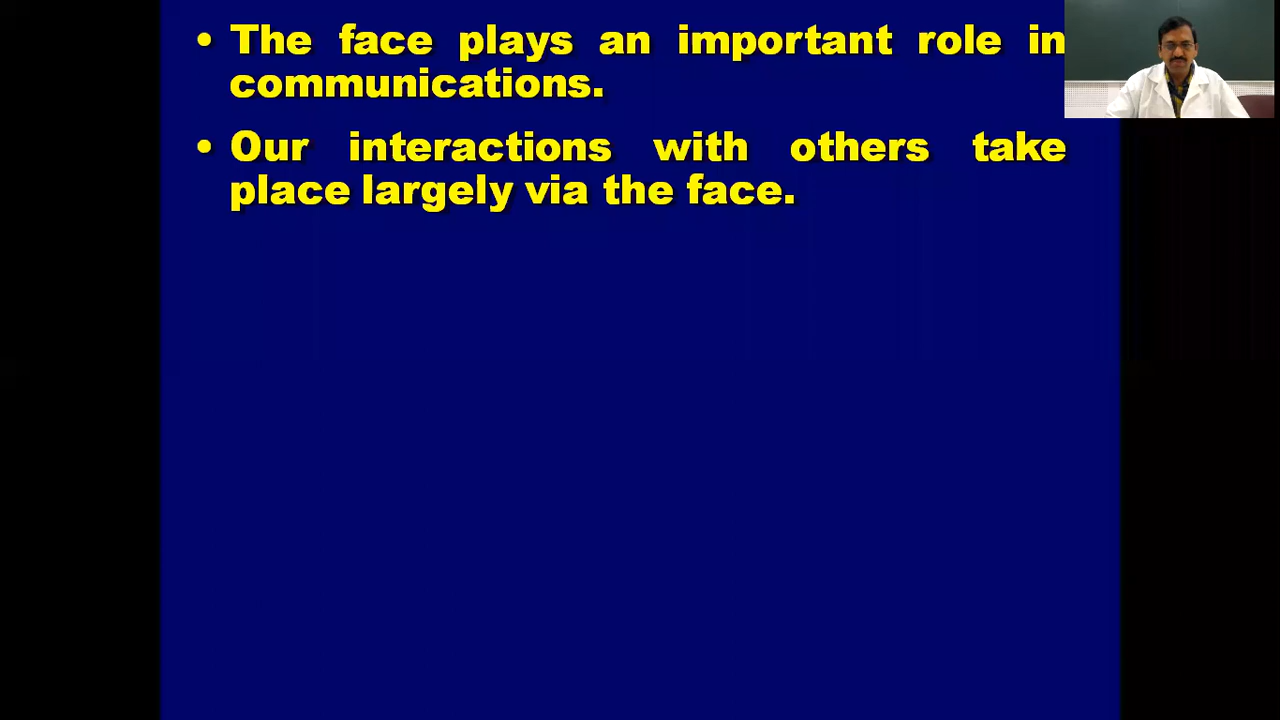 • The face plays an important role in
communications.
• Our interactions with others take
place largely via the face.